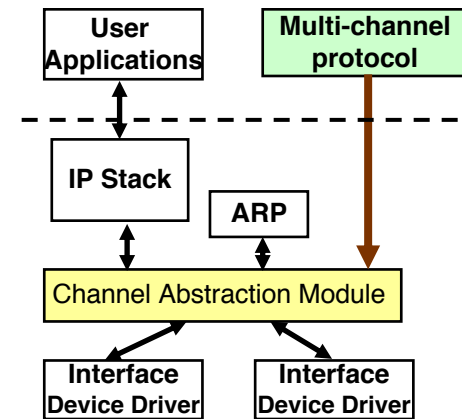 User
Applications
Multi-channel
protocol
IP Stack
ARP
Channel Abstraction Module
Interface
Device Driver
Interface
Device Driver